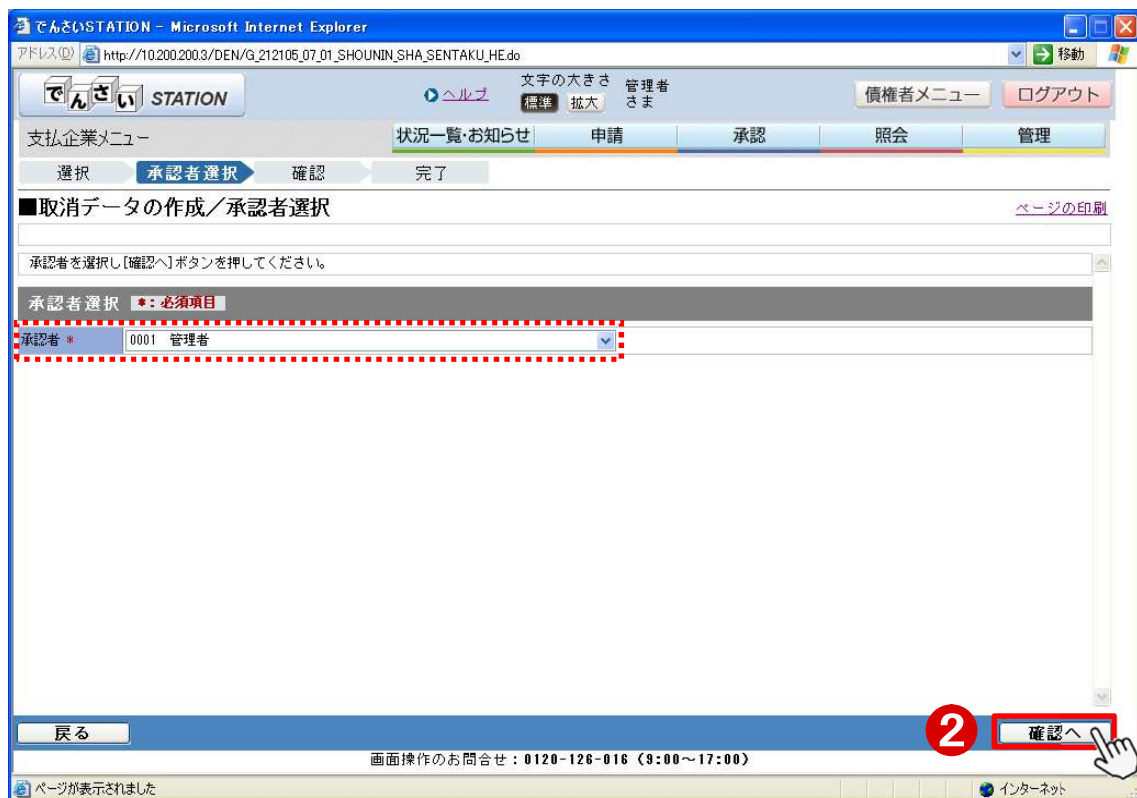 でんさいSTATION - Microsoft Internet Explorer
アドレス(D) http://10.200.200.3/DEN/G_212105_07_01_SHOUNIN_SHA_SENTAKU_HE.do 移動
でんさい STATION ヘルプ 文字の大きさ 標準 拡大 管理者 さま 債権者メニュー ログアウト
支払企業メニュー 状況一覧・お知らせ 申請 承認 照会 管理
選択 承認者選択 確認 完了
■取消データの作成/承認者選択 ページの印刷
承認者を選択し[確認へ]ボタンを押してください。
承認者選択 *:必須項目
承認者 * 0001 管理者
戻る 2 確認へ
画面操作のお問合せ:0120-126-016 (9:00~17:00)
ページが表示されました インターネット